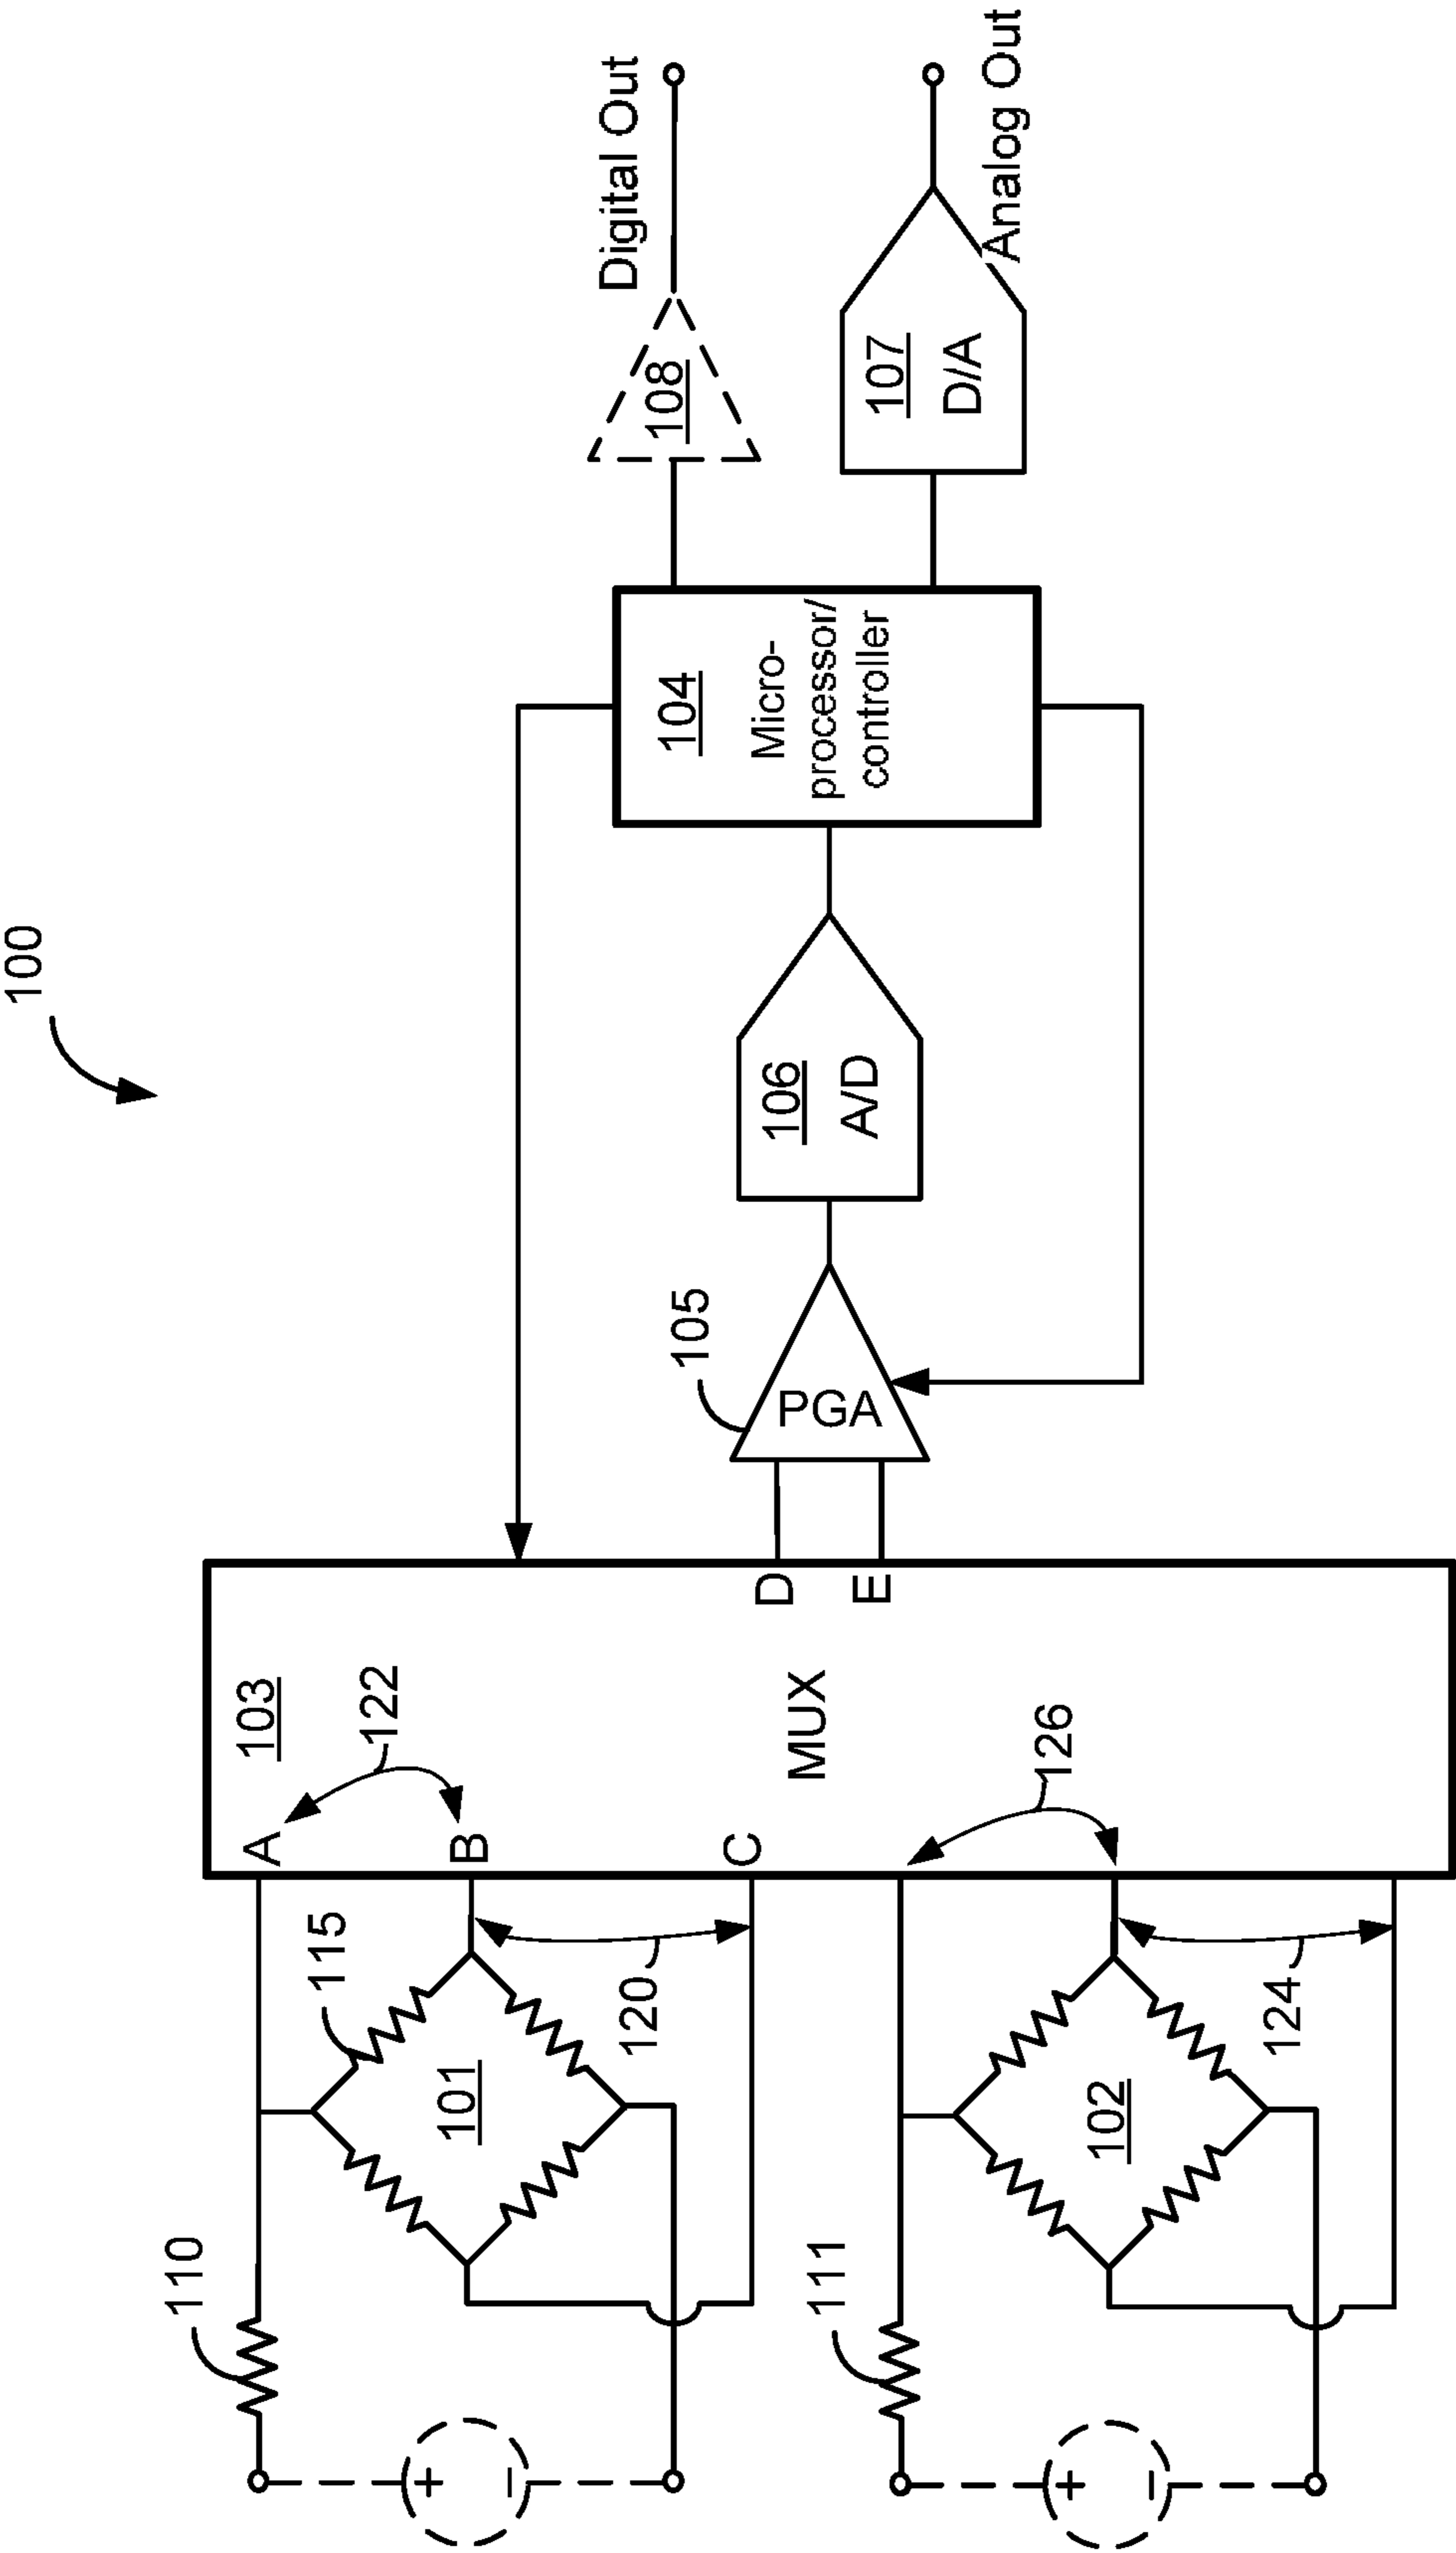 100
110
115
101
120
A
B
C
103
122
MUX
D
E
105
PGA
106
A/D
104
Micro-
processor/
controller
108
Digital Out
107
D/A
Analog Out
111
102
124
126
+
−
+
−